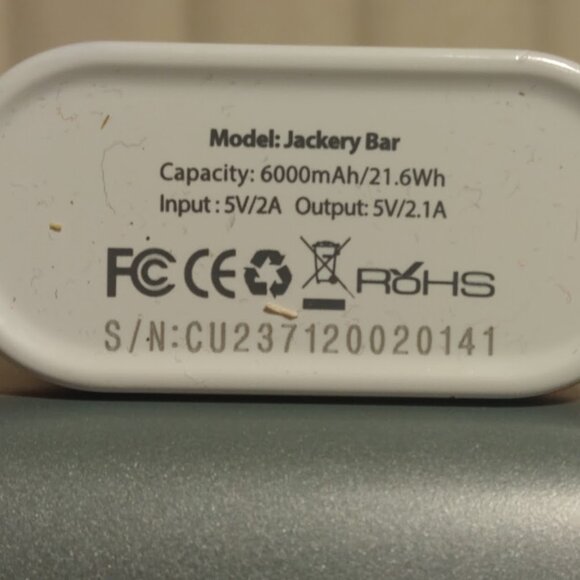 Model: Jackery Bar
Capacity: 6000mAh/21.6Wh
Input : 5V/2A Output: 5V/2.1A
FC CE RoHS
S/N:CU237120020141